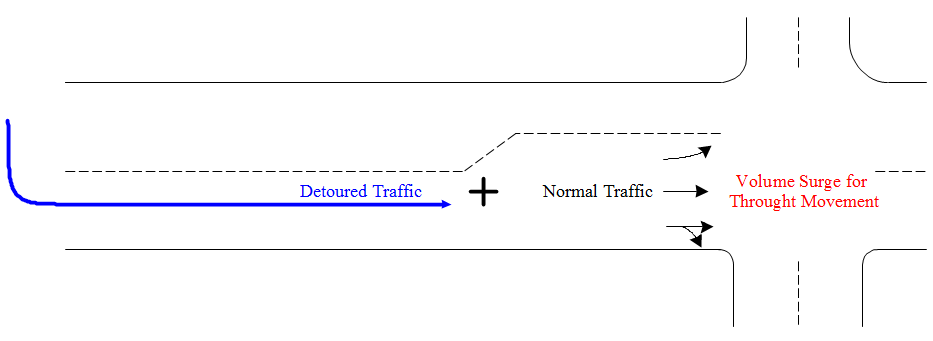 Detoured Traffic
+
Normal Traffic
Volume Surge for
Throught Movement